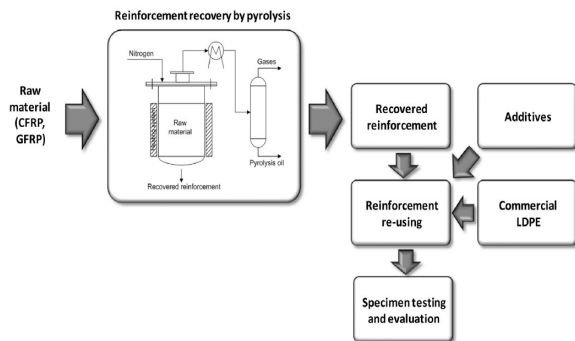 Reinforcement recovery by pyrolysis
Raw
material
(CFRP,
GFRP)
Nitrogen
M
Gases
Raw
material
Pyrolysis oil
Recovered reinforcement
Recovered
reinforcement
Additives
Reinforcement
re-using
Commercial
LDPE
Specimen testing
and evaluation